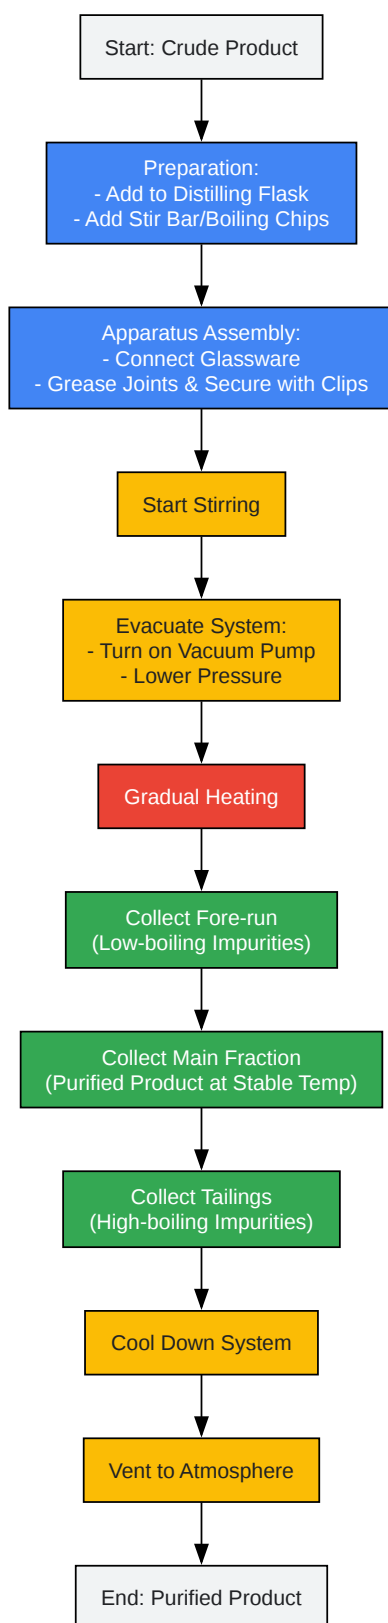 Start: Crude Product
Preparation:
- Add to Distilling Flask
- Add Stir Bar/Boiling Chips
Apparatus Assembly:
- Connect Glassware
- Grease Joints & Secure with Clips
Start Stirring
Evacuate System:
- Turn on Vacuum Pump
- Lower Pressure
Gradual Heating
Collect Fore-run
(Low-boiling Impurities)
Collect Main Fraction
(Purified Product at Stable Temp)
Collect Tailings
(High-boiling Impurities)
Cool Down System
Vent to Atmosphere
End: Purified Product